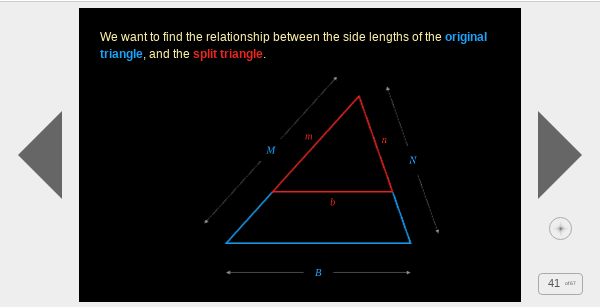 We want to find the relationship between the side lengths of the original
triangle, and the split triangle.
m
n
M
N
b
B
41 of 67